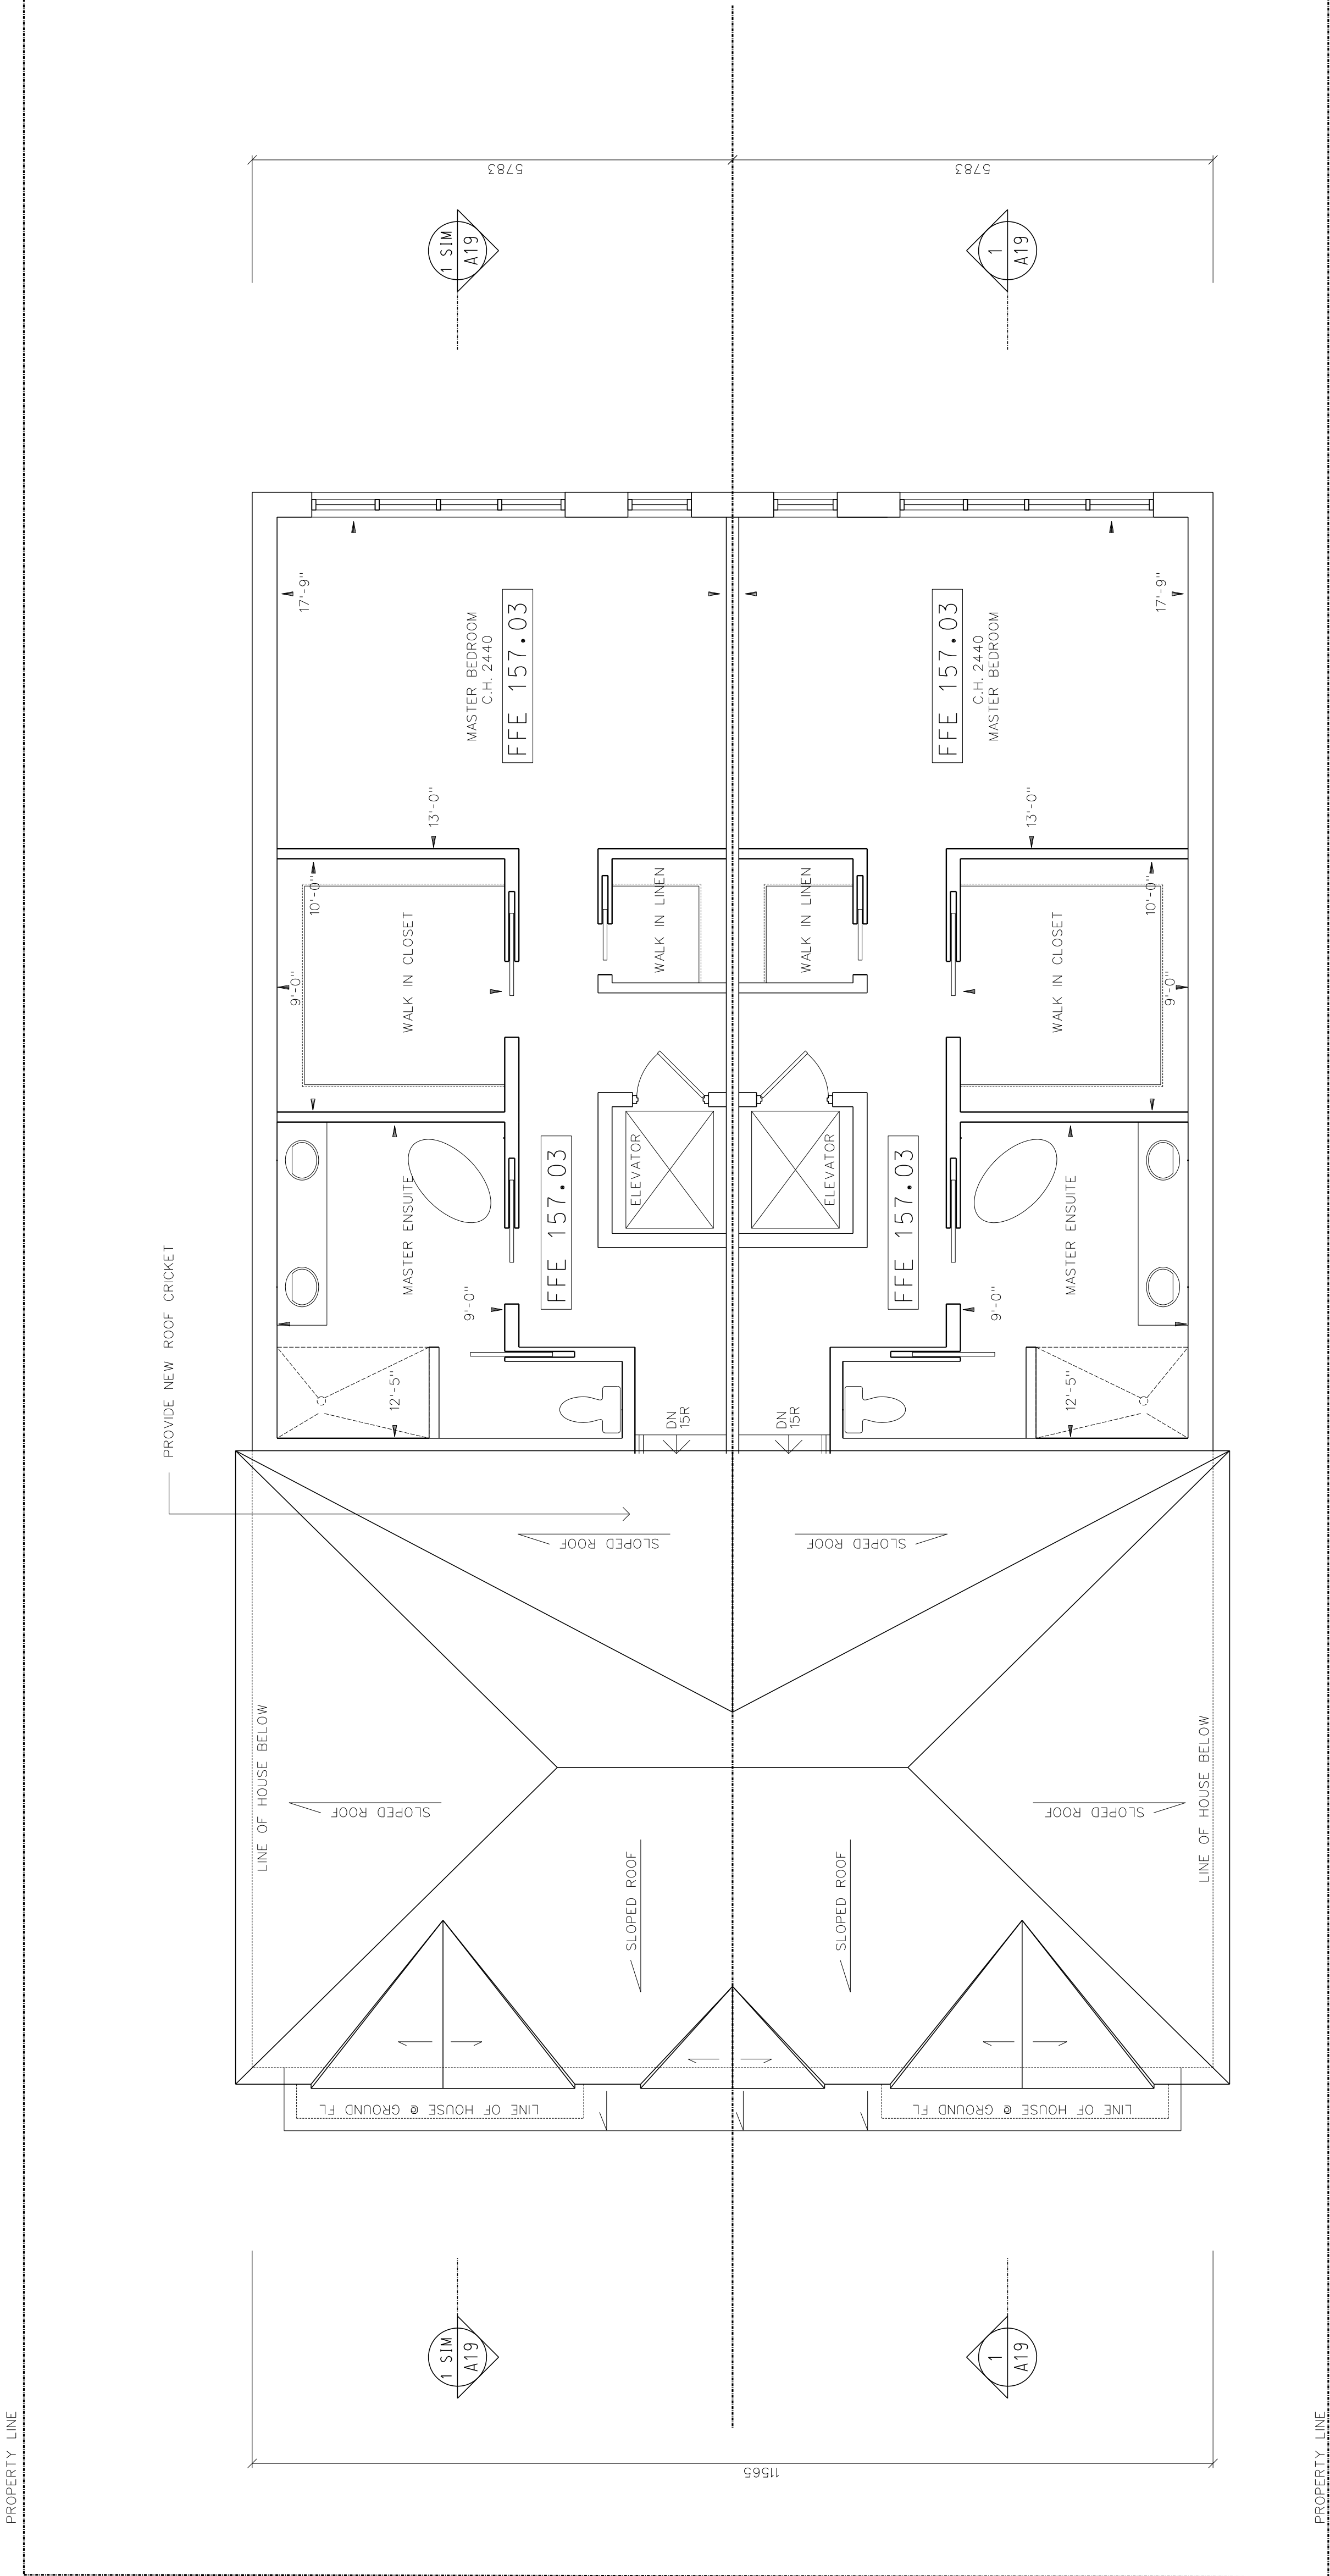 5783
5783
1 SIM
A19
1
A19
17'-9"
MASTER BEDROOM
C.H. 2440
FFE 157.03
FFE 157.03
C.H. 2440
MASTER BEDROOM
17'-9"
13'-0"
13'-0"
10'-0"
9'-0"
WALK IN CLOSET
WALK IN LINEN
WALK IN LINEN
WALK IN CLOSET
10'-0"
9'-0"
MASTER ENSUITE
9'-0"
FFE 157.03
ELEVATOR
ELEVATOR
FFE 157.03
9'-0"
MASTER ENSUITE
12'-5"
DN
15R
DN
15R
12'-5"
PROVIDE NEW ROOF CRICKET
SLOPED ROOF
SLOPED ROOF
LINE OF HOUSE BELOW
SLOPED ROOF
SLOPED ROOF
LINE OF HOUSE BELOW
SLOPED ROOF
SLOPED ROOF
LINE OF HOUSE @ GROUND FL
LINE OF HOUSE @ GROUND FL
1 SIM
A19
1
A19
PROPERTY LINE
11565
PROPERTY LINE